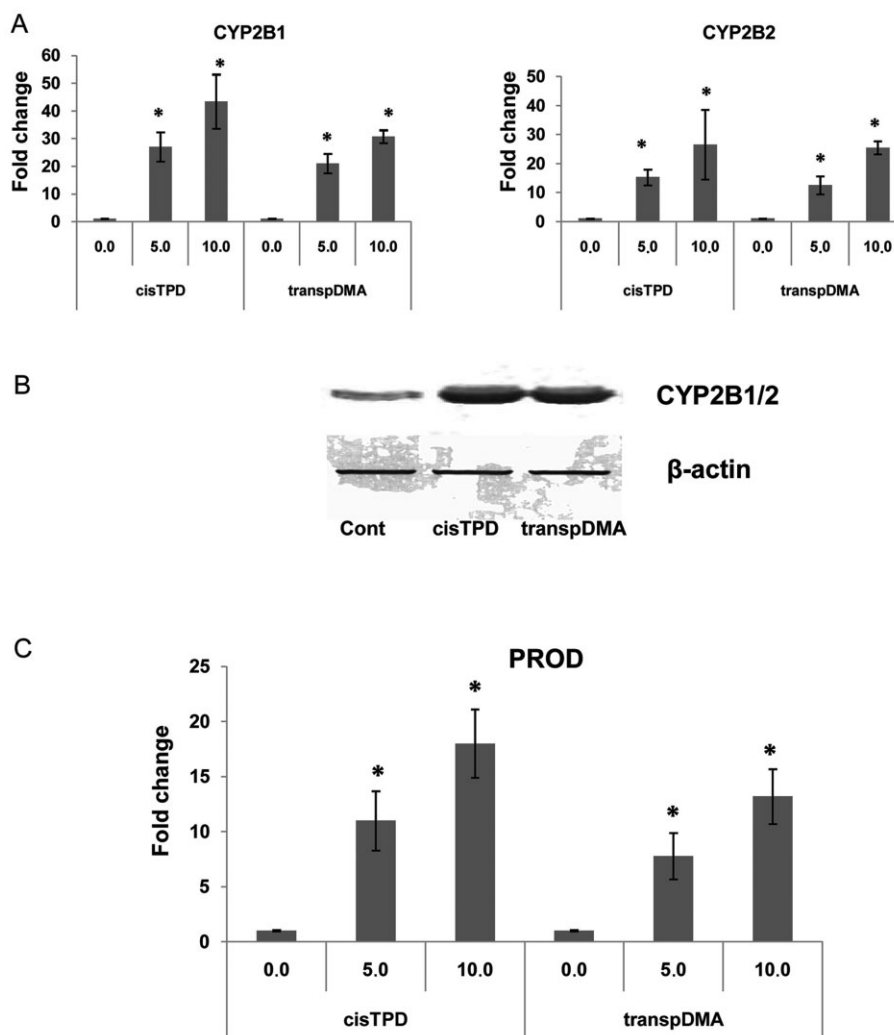 A
CYP2B1
CYP2B2
Fold change
60
50
40
30
20
10
0
* * * *
0.0 5.0 10.0 0.0 5.0 10.0
cisTPD transpDMA
Fold change
50
40
30
20
10
0
* * * *
0.0 5.0 10.0 0.0 5.0 10.0
cisTPD transpDMA
B
CYP2B1/2
β-actin
Cont cisTPD transpDMA
C
PROD
Fold change
25
20
15
10
5
0
* * * *
0.0 5.0 10.0 0.0 5.0 10.0
cisTPD transpDMA